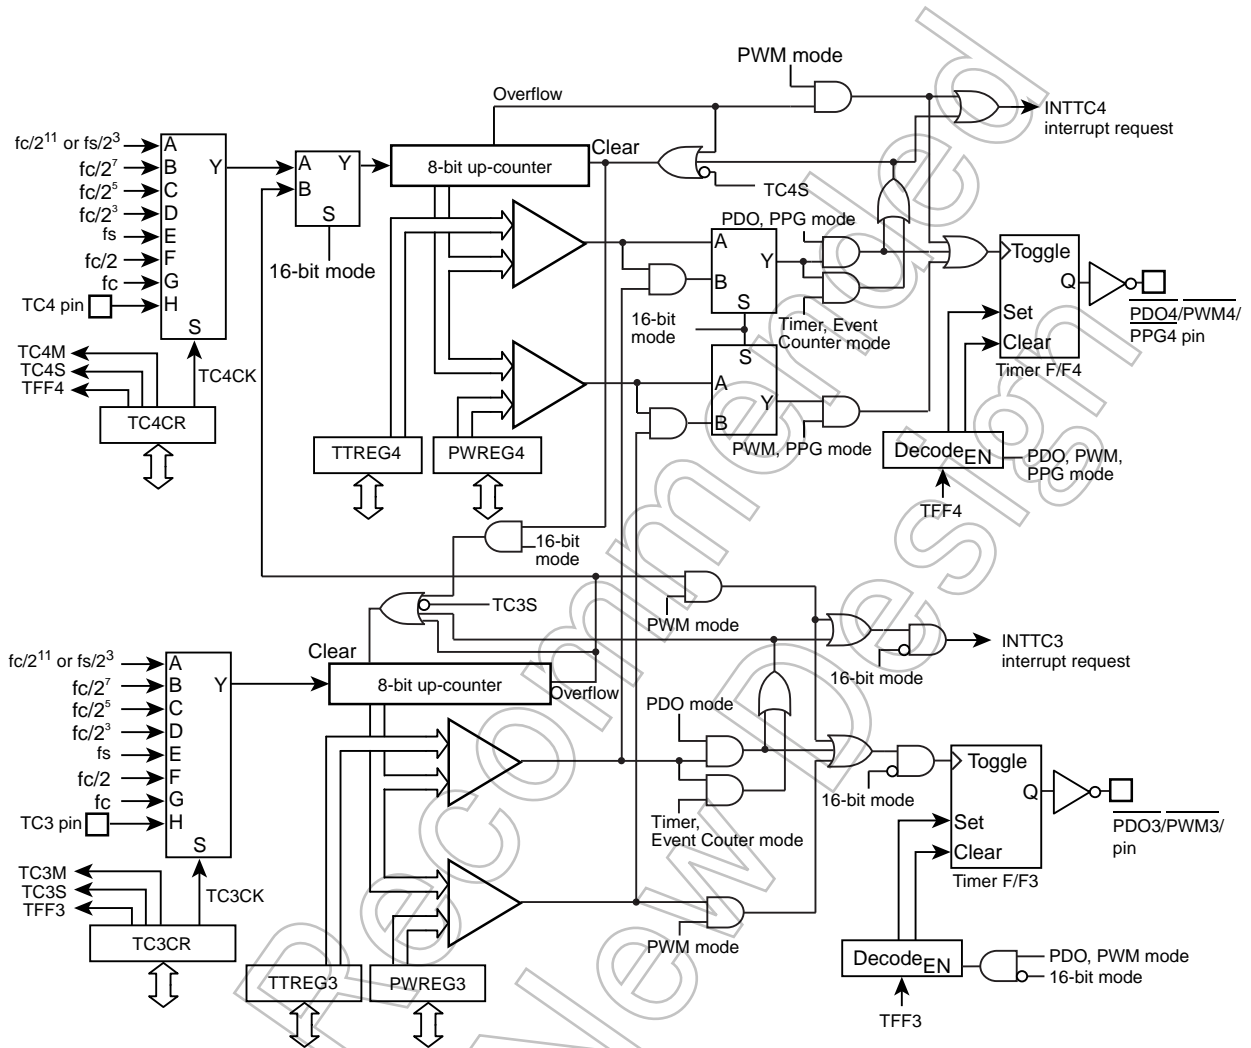 PWM mode
Overflow
INTTC4
interrupt request
fc/2¹¹ or fs/2³
fc/2⁷
fc/2⁵
fc/2³
fs
fc/2
fc
TC4 pin
A
B
C
D
E
F
G
H
Y
S
A
B
Y
S
16-bit mode
8-bit up-counter
Clear
TC4S
PDO, PPG mode
A
B
Y
S
16-bit
mode
Timer, Event
Counter mode
S
A
B
Y
PWM, PPG mode
Toggle
Q
Set
Clear
Timer F/F4
PDO4/PWM4/
PPG4 pin
TC4M
TC4S
TFF4
TC4CK
TC4CR
TTREG4
PWREG4
Decode
EN
PDO, PWM,
PPG mode
TFF4
16-bit
mode
TC3S
PWM mode
INTTC3
interrupt request
16-bit mode
Clear
8-bit up-counter
Overflow
fc/2¹¹ or fs/2³
fc/2⁷
fc/2⁵
fc/2³
fs
fc/2
fc
TC3 pin
A
B
C
D
E
F
G
H
Y
S
PDO mode
Timer,
Event Couter mode
16-bit mode
Toggle
Q
Set
Clear
Timer F/F3
PDO3/PWM3/
pin
TC3M
TC3S
TFF3
TC3CK
TC3CR
TTREG3
PWREG3
PWM mode
Decode
EN
PDO, PWM mode
16-bit mode
TFF3
Recommended
New Design